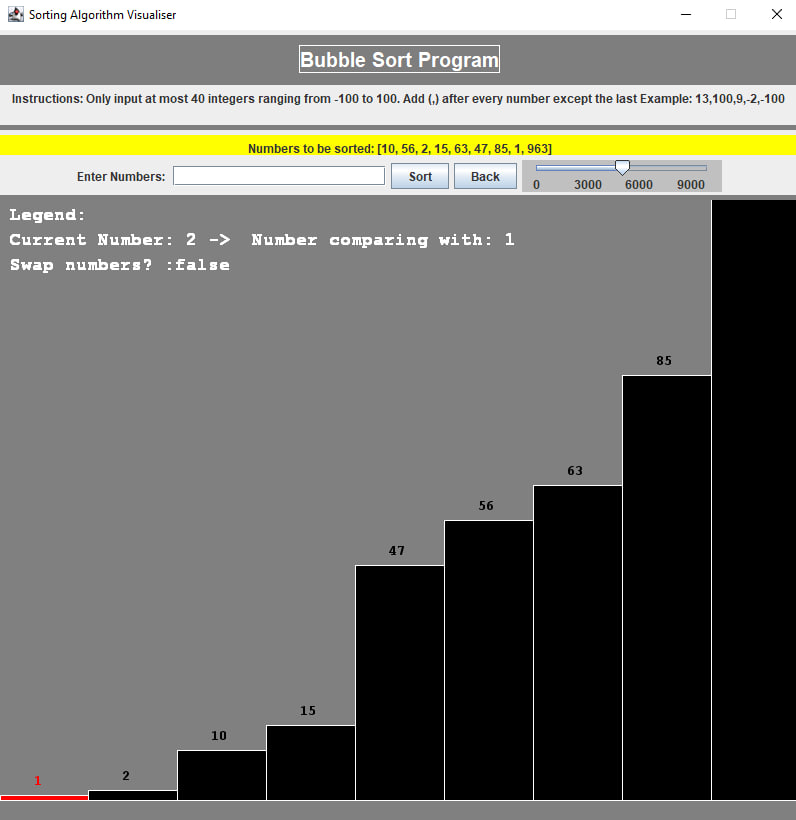 Sorting Algorithm Visualiser
Bubble Sort Program
Instructions: Only input at most 40 integers ranging from -100 to 100. Add (,) after every number except the last Example: 13,100,9,-2,-100
Numbers to be sorted: [10, 56, 2, 15, 63, 47, 85, 1, 963]
Enter Numbers: Sort Back
0 3000 6000 9000
Legend:
Current Number: 2 -> Number comparing with: 1
Swap numbers? :false
85
63
56
47
15
10
2
1